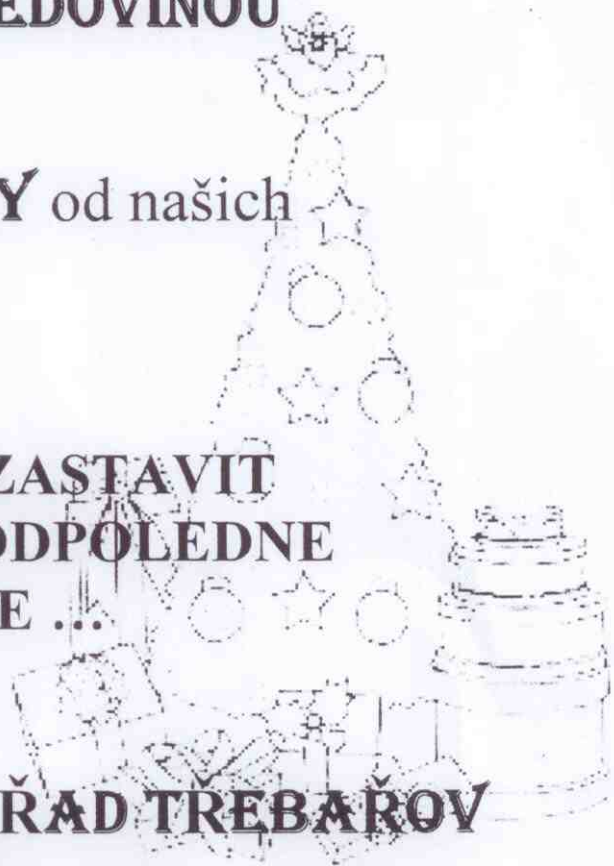 EDOVINOU
Y od našich
ZASTAVIT
ODPOLEDNE
E ...
ŘAD TŘEBAŘOV